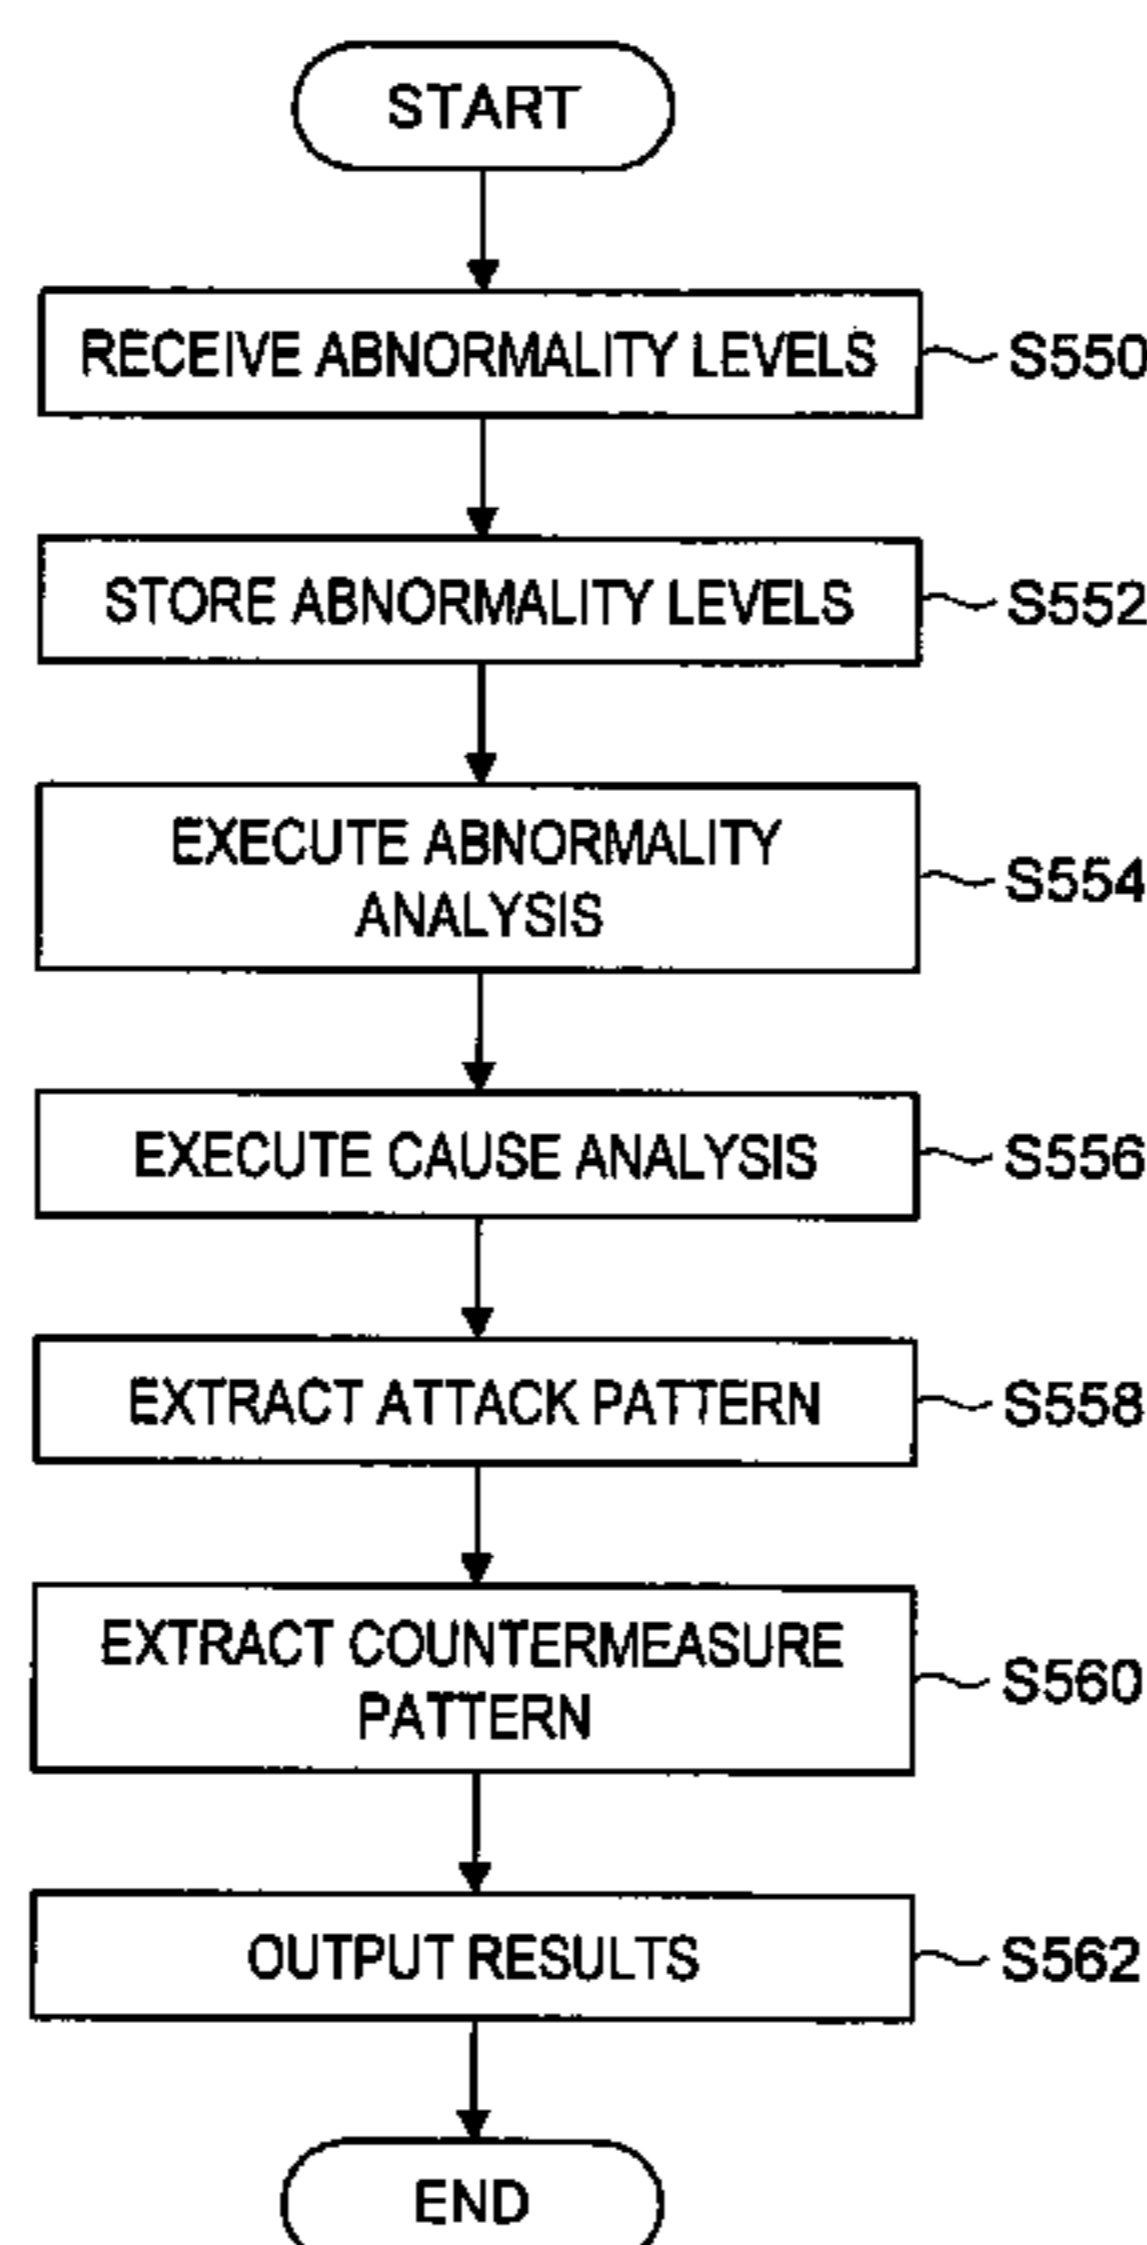 START
RECEIVE ABNORMALITY LEVELS
S550
STORE ABNORMALITY LEVELS
S552
EXECUTE ABNORMALITY
ANALYSIS
S554
EXECUTE CAUSE ANALYSIS
S556
EXTRACT ATTACK PATTERN
S558
EXTRACT COUNTERMEASURE
PATTERN
S560
OUTPUT RESULTS
S562
END